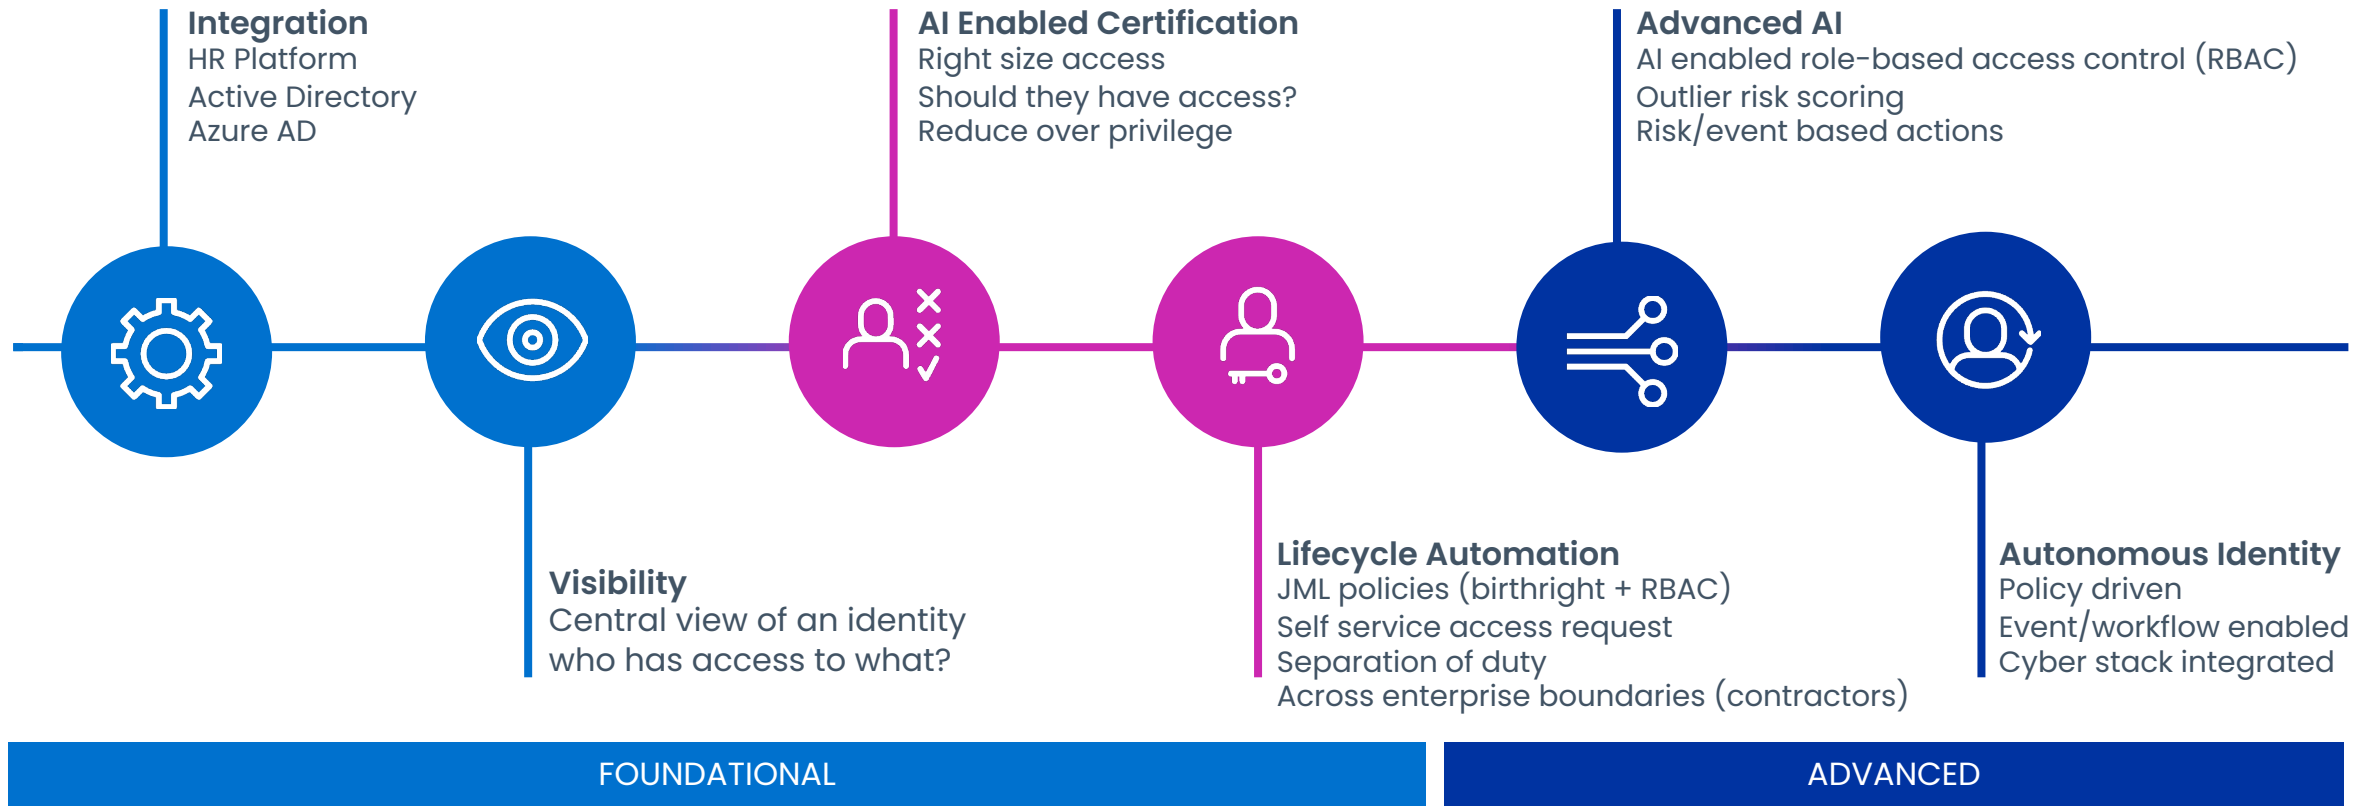 Integration
HR Platform
Active Directory
Azure AD
Visibility
Central view of an identity
who has access to what?
AI Enabled Certification
Right size access
Should they have access?
Reduce over privilege
Lifecycle Automation
JML policies (birthright + RBAC)
Self service access request
Separation of duty
Across enterprise boundaries (contractors)
Advanced AI
AI enabled role-based access control (RBAC)
Outlier risk scoring
Risk/event based actions
Autonomous Identity
Policy driven
Event/workflow enabled
Cyber stack integrated
FOUNDATIONAL
ADVANCED